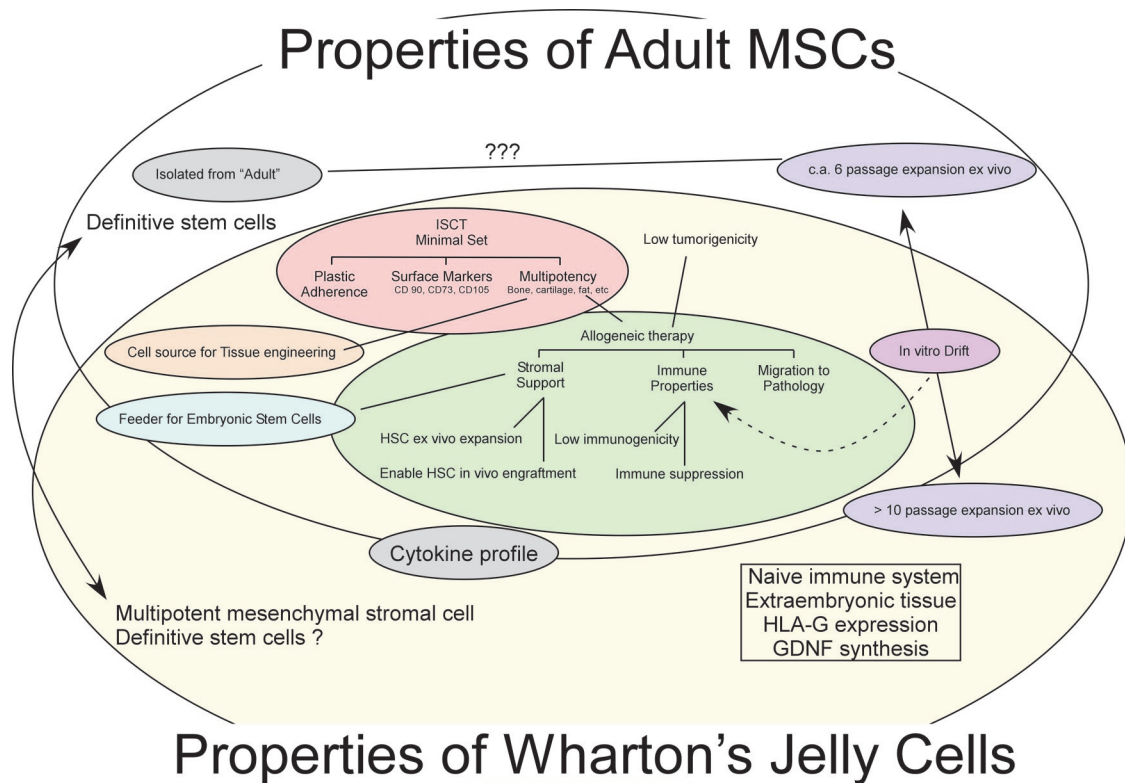 Properties of Adult MSCs
???
Isolated from "Adult"
c.a. 6 passage expansion ex vivo
Definitive stem cells
ISCT
Minimal Set
Low tumorigenicity
Plastic
Adherence
Surface Markers
CD 90, CD73, CD105
Multipotency
Bone, cartilage, fat, etc
Allogeneic therapy
Cell source for Tissue engineering
In vitro Drift
Stromal
Support
Immune
Properties
Migration to
Pathology
Feeder for Embryonic Stem Cells
HSC ex vivo expansion
Low immunogenicity
Enable HSC in vivo engraftment
Immune suppression
> 10 passage expansion ex vivo
Cytokine profile
Naive immune system
Extraembryonic tissue
HLA-G expression
GDNF synthesis
Multipotent mesenchymal stromal cell
Definitive stem cells ?
Properties of Wharton's Jelly Cells